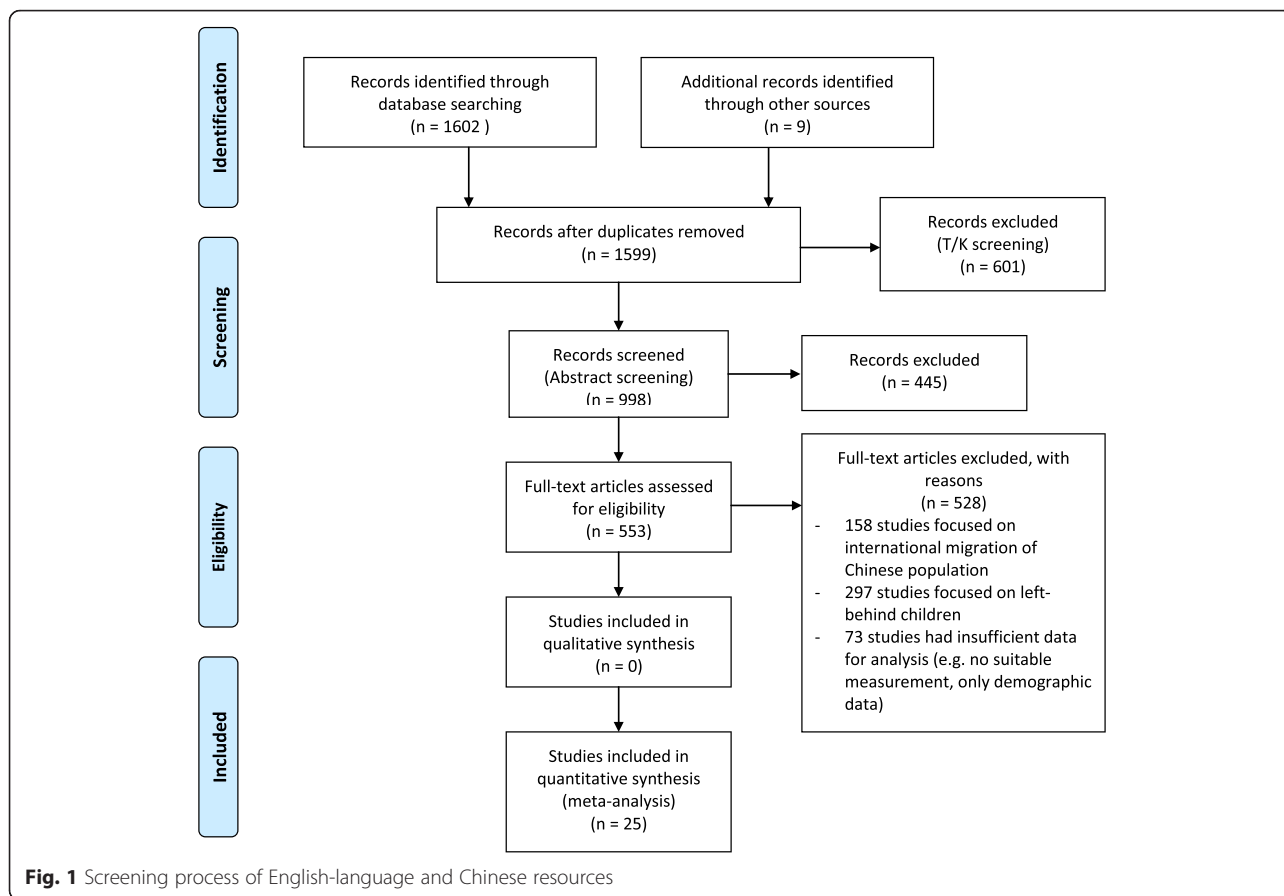 Identification
Records identified through
database searching
(n = 1602 )
Additional records identified
through other sources
(n = 9)
Records after duplicates removed
(n = 1599)
Records excluded
(T/K screening)
(n = 601)
Screening
Records screened
(Abstract screening)
(n = 998)
Records excluded
(n = 445)
Eligibility
Full-text articles assessed
for eligibility
(n = 553)
Full-text articles excluded, with
reasons
(n = 528)
- 158 studies focused on
international migration of
Chinese population
- 297 studies focused on left-
behind children
- 73 studies had insufficient data
for analysis (e.g. no suitable
measurement, only demographic
data)
Studies included in
qualitative synthesis
(n = 0)
Included
Studies included in
quantitative synthesis
(meta-analysis)
(n = 25)
Fig. 1 Screening process of English-language and Chinese resources